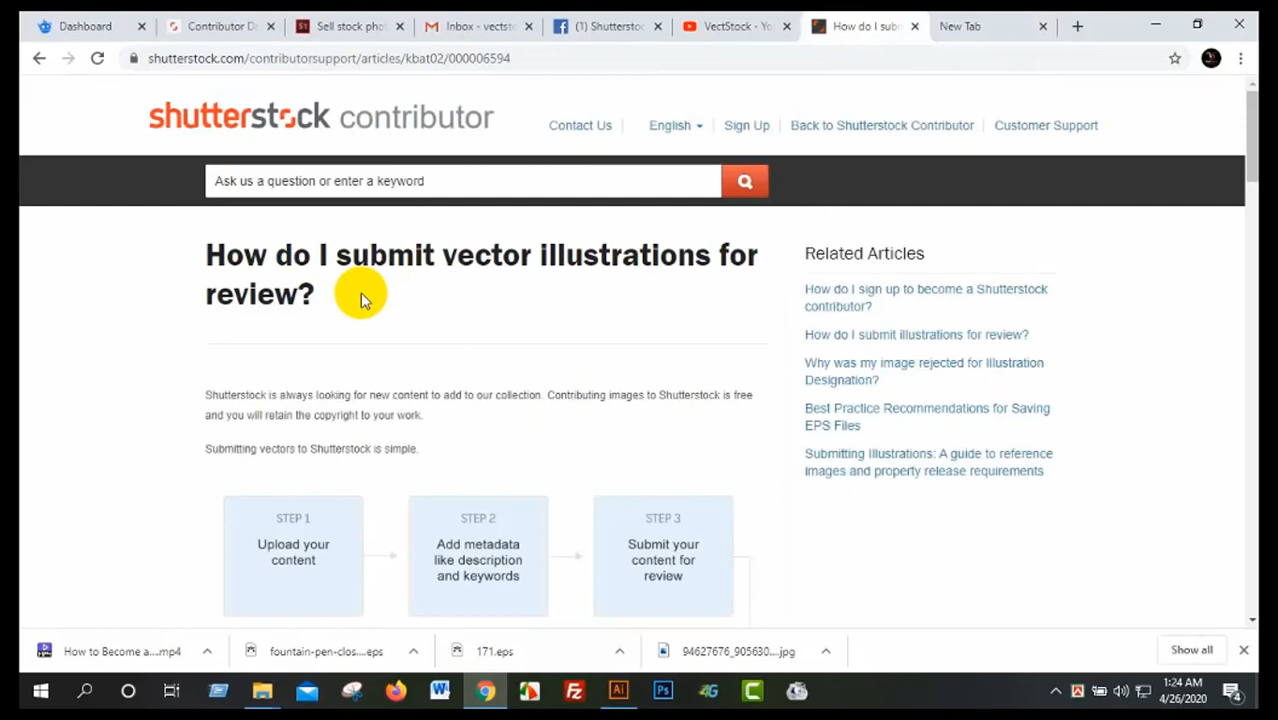 Dashboard
Contributor Da
Sell stock phot
Inbox - vectsto
(1) Shuttersto
VectStock - Yo
How do I subm
New Tab
shutterstock.com/contributorsupport/articles/kbat02/000006594
shutterstock contributor
Contact Us
English
Sign Up
Back to Shutterstock Contributor
Customer Support
Ask us a question or enter a keyword
How do I submit vector illustrations for
review?
Shutterstock is always looking for new content to add to our collection. Contributing images to Shutterstock is free
and you will retain the copyright to your work.
Submitting vectors to Shutterstock is simple.
STEP 1
Upload your
content
STEP 2
Add metadata
like description
and keywords
STEP 3
Submit your
content for
review
Related Articles
How do I sign up to become a Shutterstock
contributor?
How do I submit illustrations for review?
Why was my image rejected for Illustration
Designation?
Best Practice Recommendations for Saving
EPS Files
Submitting Illustrations: A guide to reference
images and property release requirements
How to Become a....mp4
fountain-pen-clos....eps
171.eps
94627676_905630....jpg
Show all
1:24 AM
4/26/2020
4